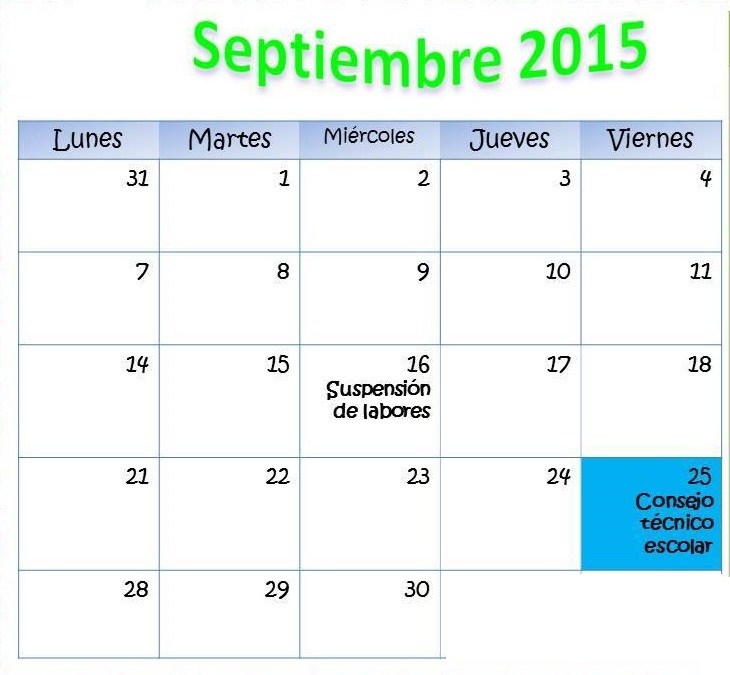 Septiembre 2015
Lunes Martes Miércoles Jueves Viernes
31 1 2 3 4
7 8 9 10 11
14 15 16 17 18
Suspensión
de labores
21 22 23 24 25
Consejo
técnico
escolar
28 29 30